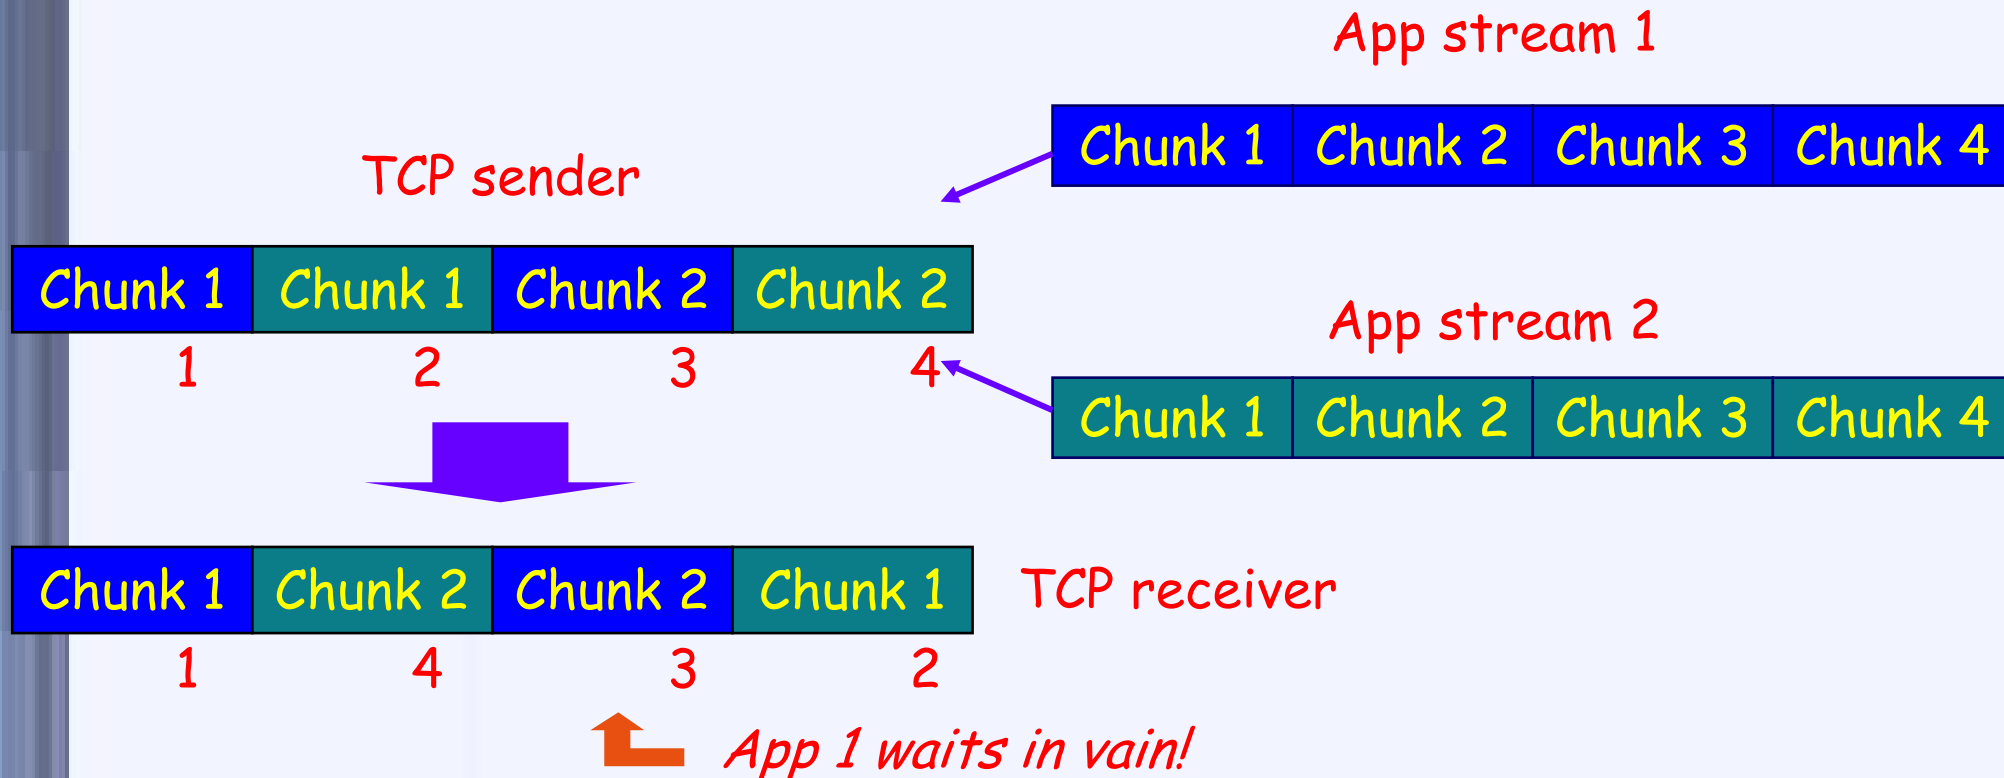 App stream 1
Chunk 1 Chunk 2 Chunk 3 Chunk 4
TCP sender
Chunk 1 Chunk 1 Chunk 2 Chunk 2
1 2 3 4
App stream 2
Chunk 1 Chunk 2 Chunk 3 Chunk 4
Chunk 1 Chunk 2 Chunk 2 Chunk 1
TCP receiver
1 4 3 2
App 1 waits in vain!